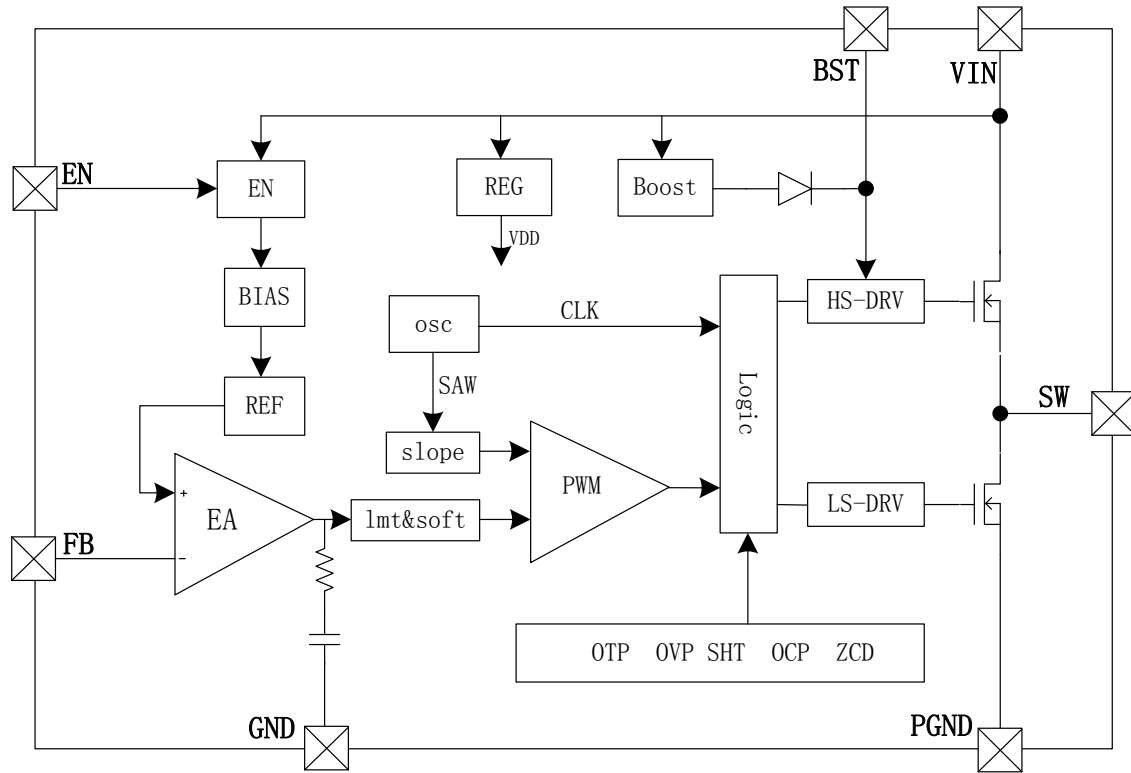 BST VIN
EN
EN REG Boost
VDD
BIAS HS-DRV
osc CLK
SAW
Logic
REF SW
slope
PWM
+
EA LS-DRV
lmt&soft
FB −
OTP OVP SHT OCP ZCD
GND PGND